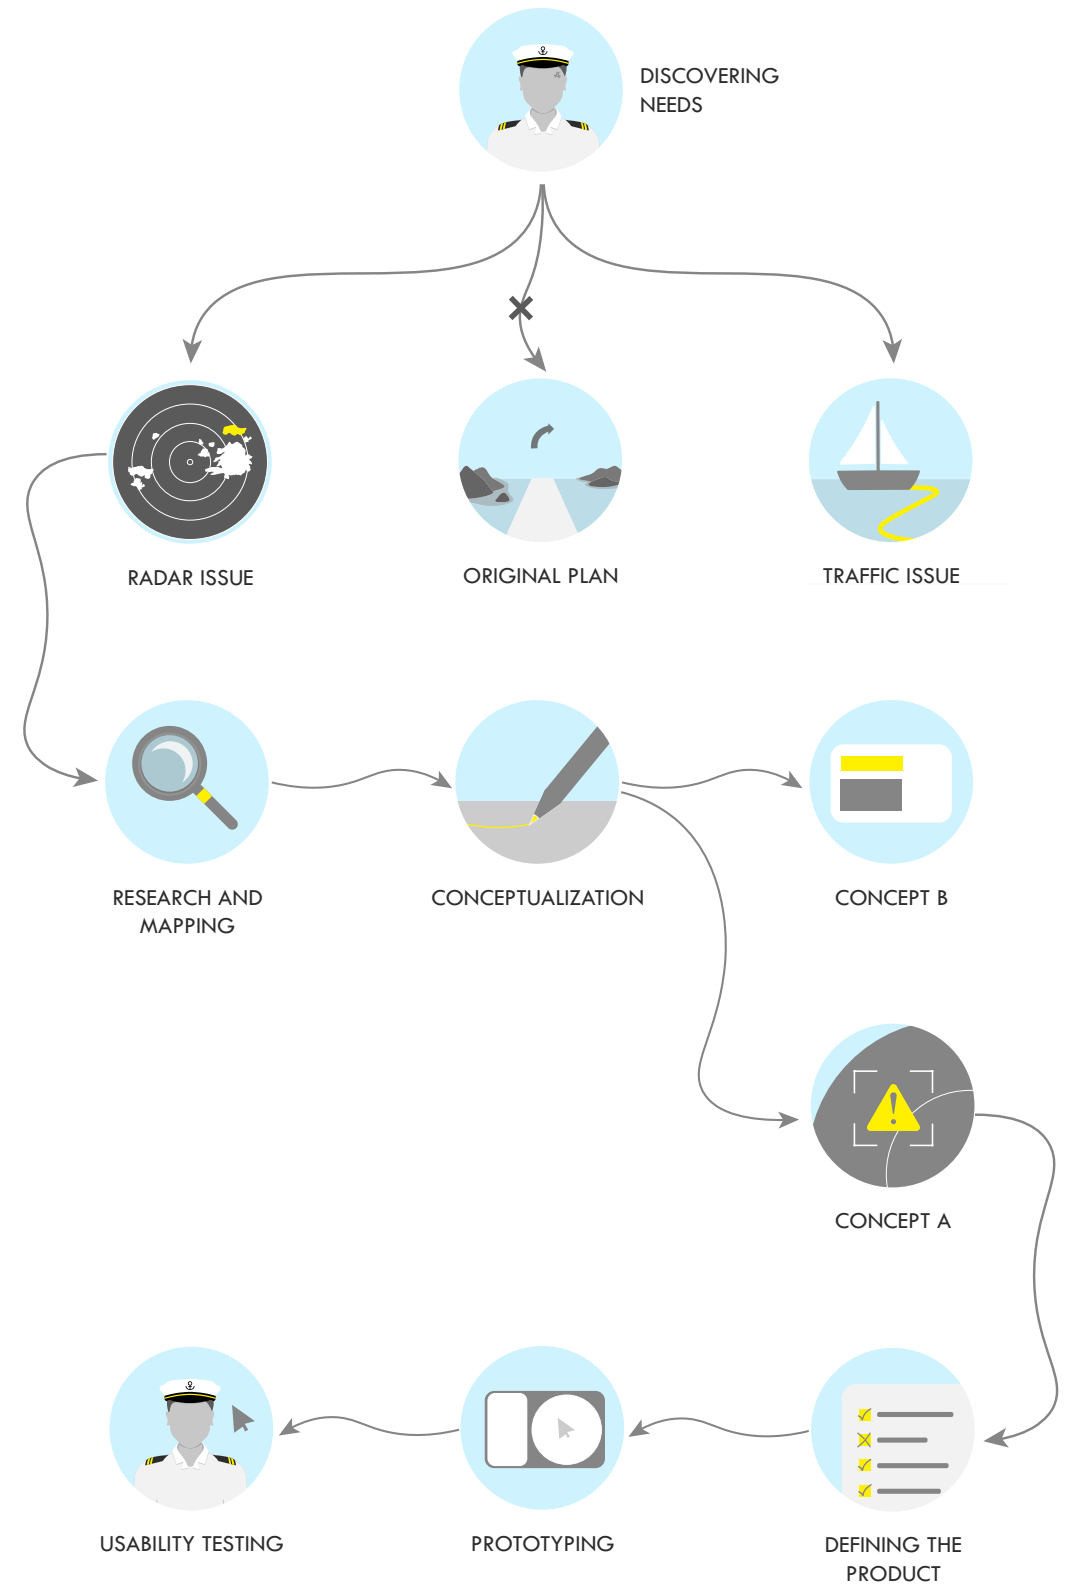 DISCOVERING
NEEDS
RADAR ISSUE
ORIGINAL PLAN
TRAFFIC ISSUE
RESEARCH AND
MAPPING
CONCEPTUALIZATION
CONCEPT B
CONCEPT A
USABILITY TESTING
PROTOTYPING
DEFINING THE
PRODUCT